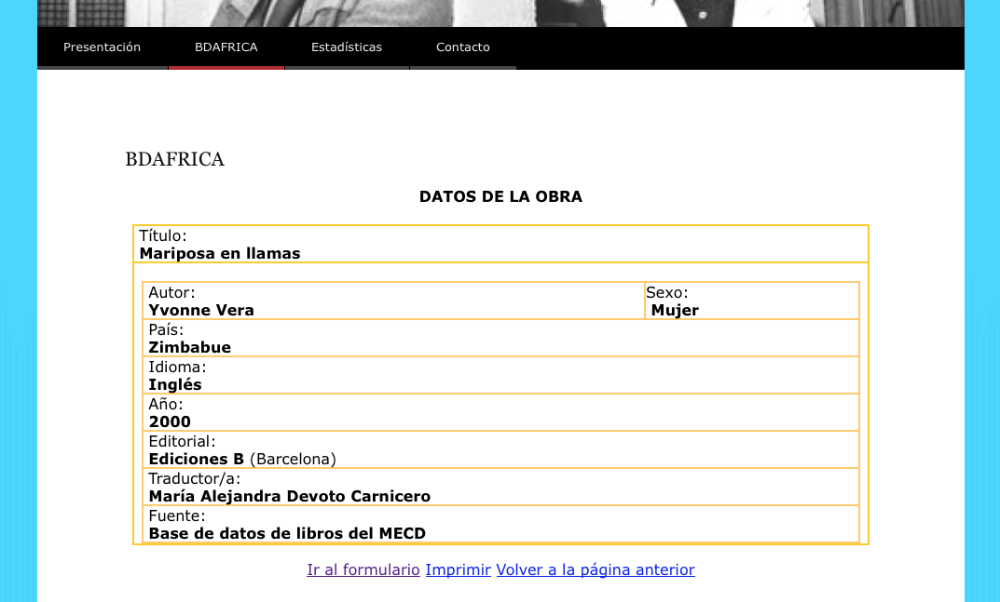 Presentación BDAFRICA Estadísticas Contacto
BDAFRICA
DATOS DE LA OBRA
Título:
Mariposa en llamas
Autor: Sexo:
Yvonne Vera Mujer
País:
Zimbabue
Idioma:
Inglés
Año:
2000
Editorial:
Ediciones B (Barcelona)
Traductor/a:
María Alejandra Devoto Carnicero
Fuente:
Base de datos de libros del MECD
Ir al formulario Imprimir Volver a la página anterior